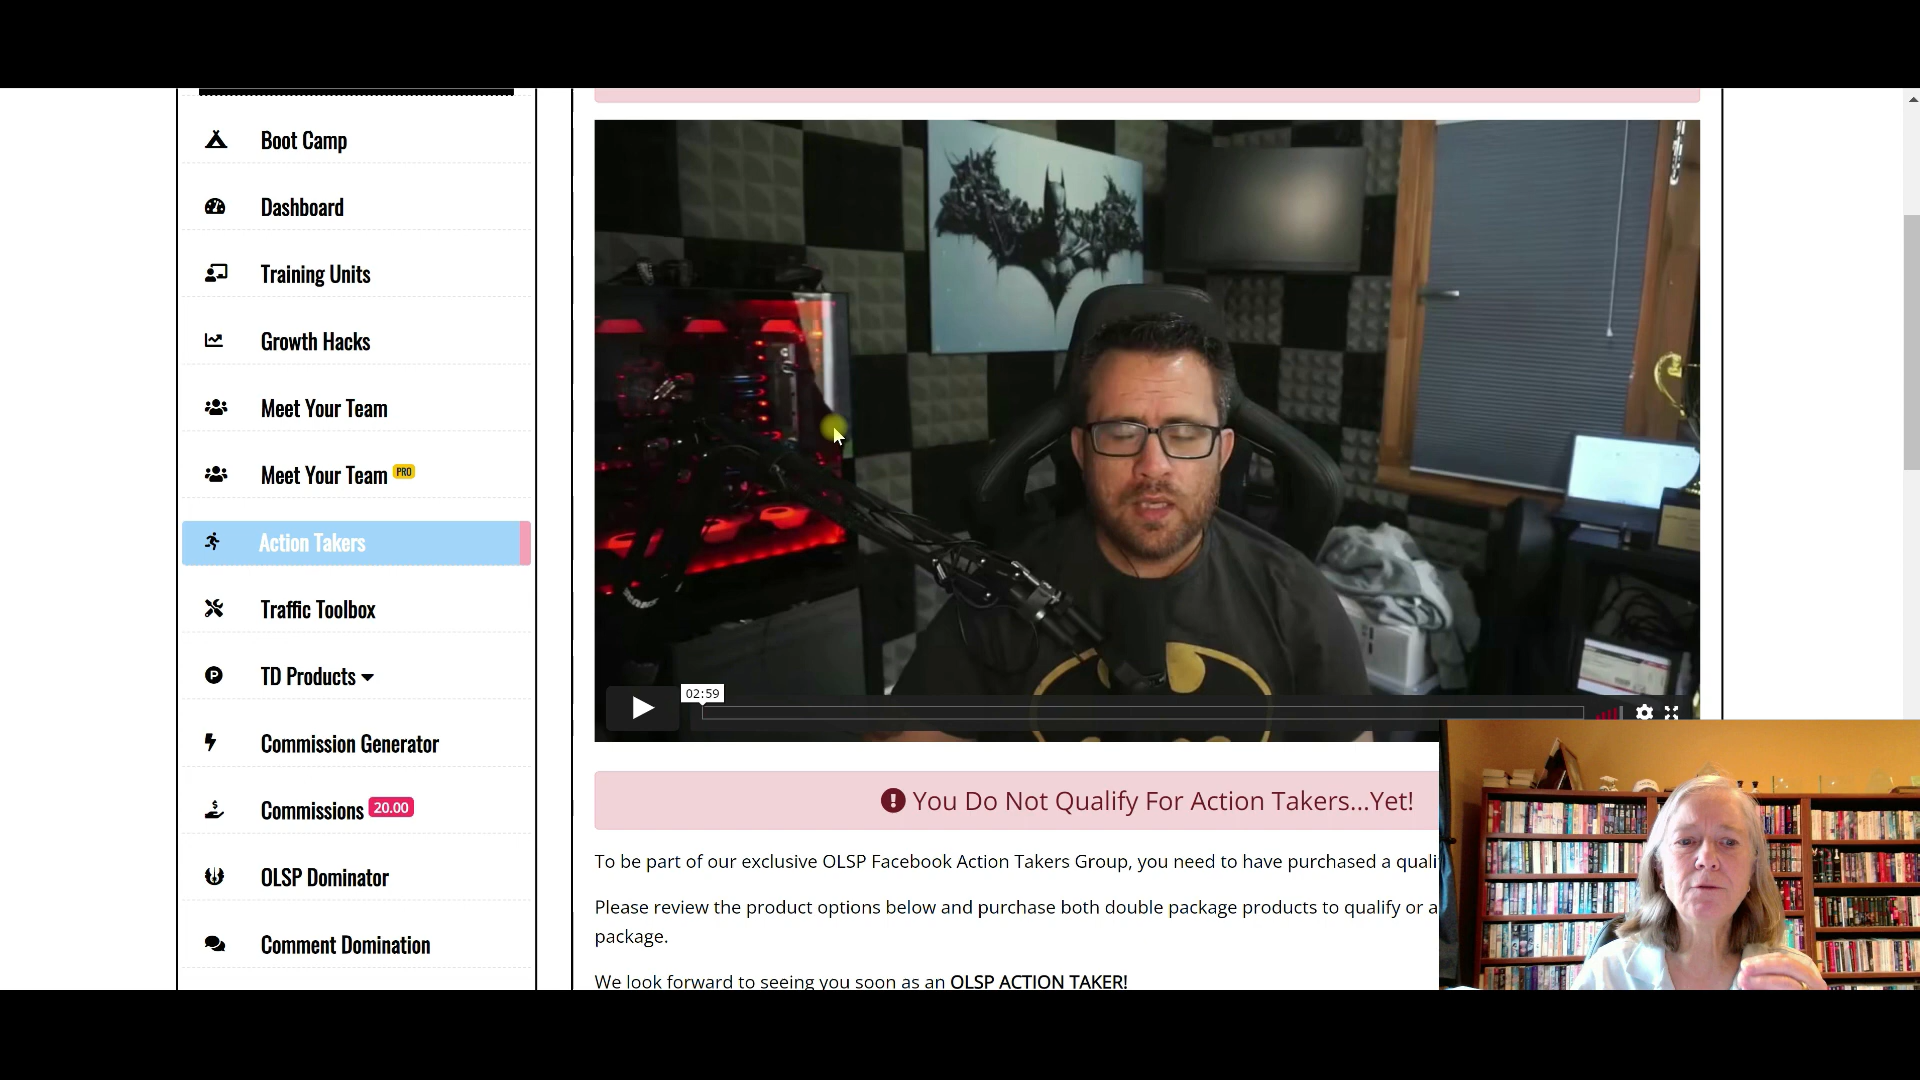 Boot Camp
Dashboard
Training Units
Growth Hacks
Meet Your Team
Meet Your Team PRO
Action Takers
Traffic Toolbox
TD Products
Commission Generator
Commissions 20.00
OLSP Dominator
Comment Domination
02:59
You Do Not Qualify For Action Takers...Yet!
To be part of our exclusive OLSP Facebook Action Takers Group, you need to have purchased a quali
Please review the product options below and purchase both double package products to qualify or a
package.
We look forward to seeing you soon as an OLSP ACTION TAKER!